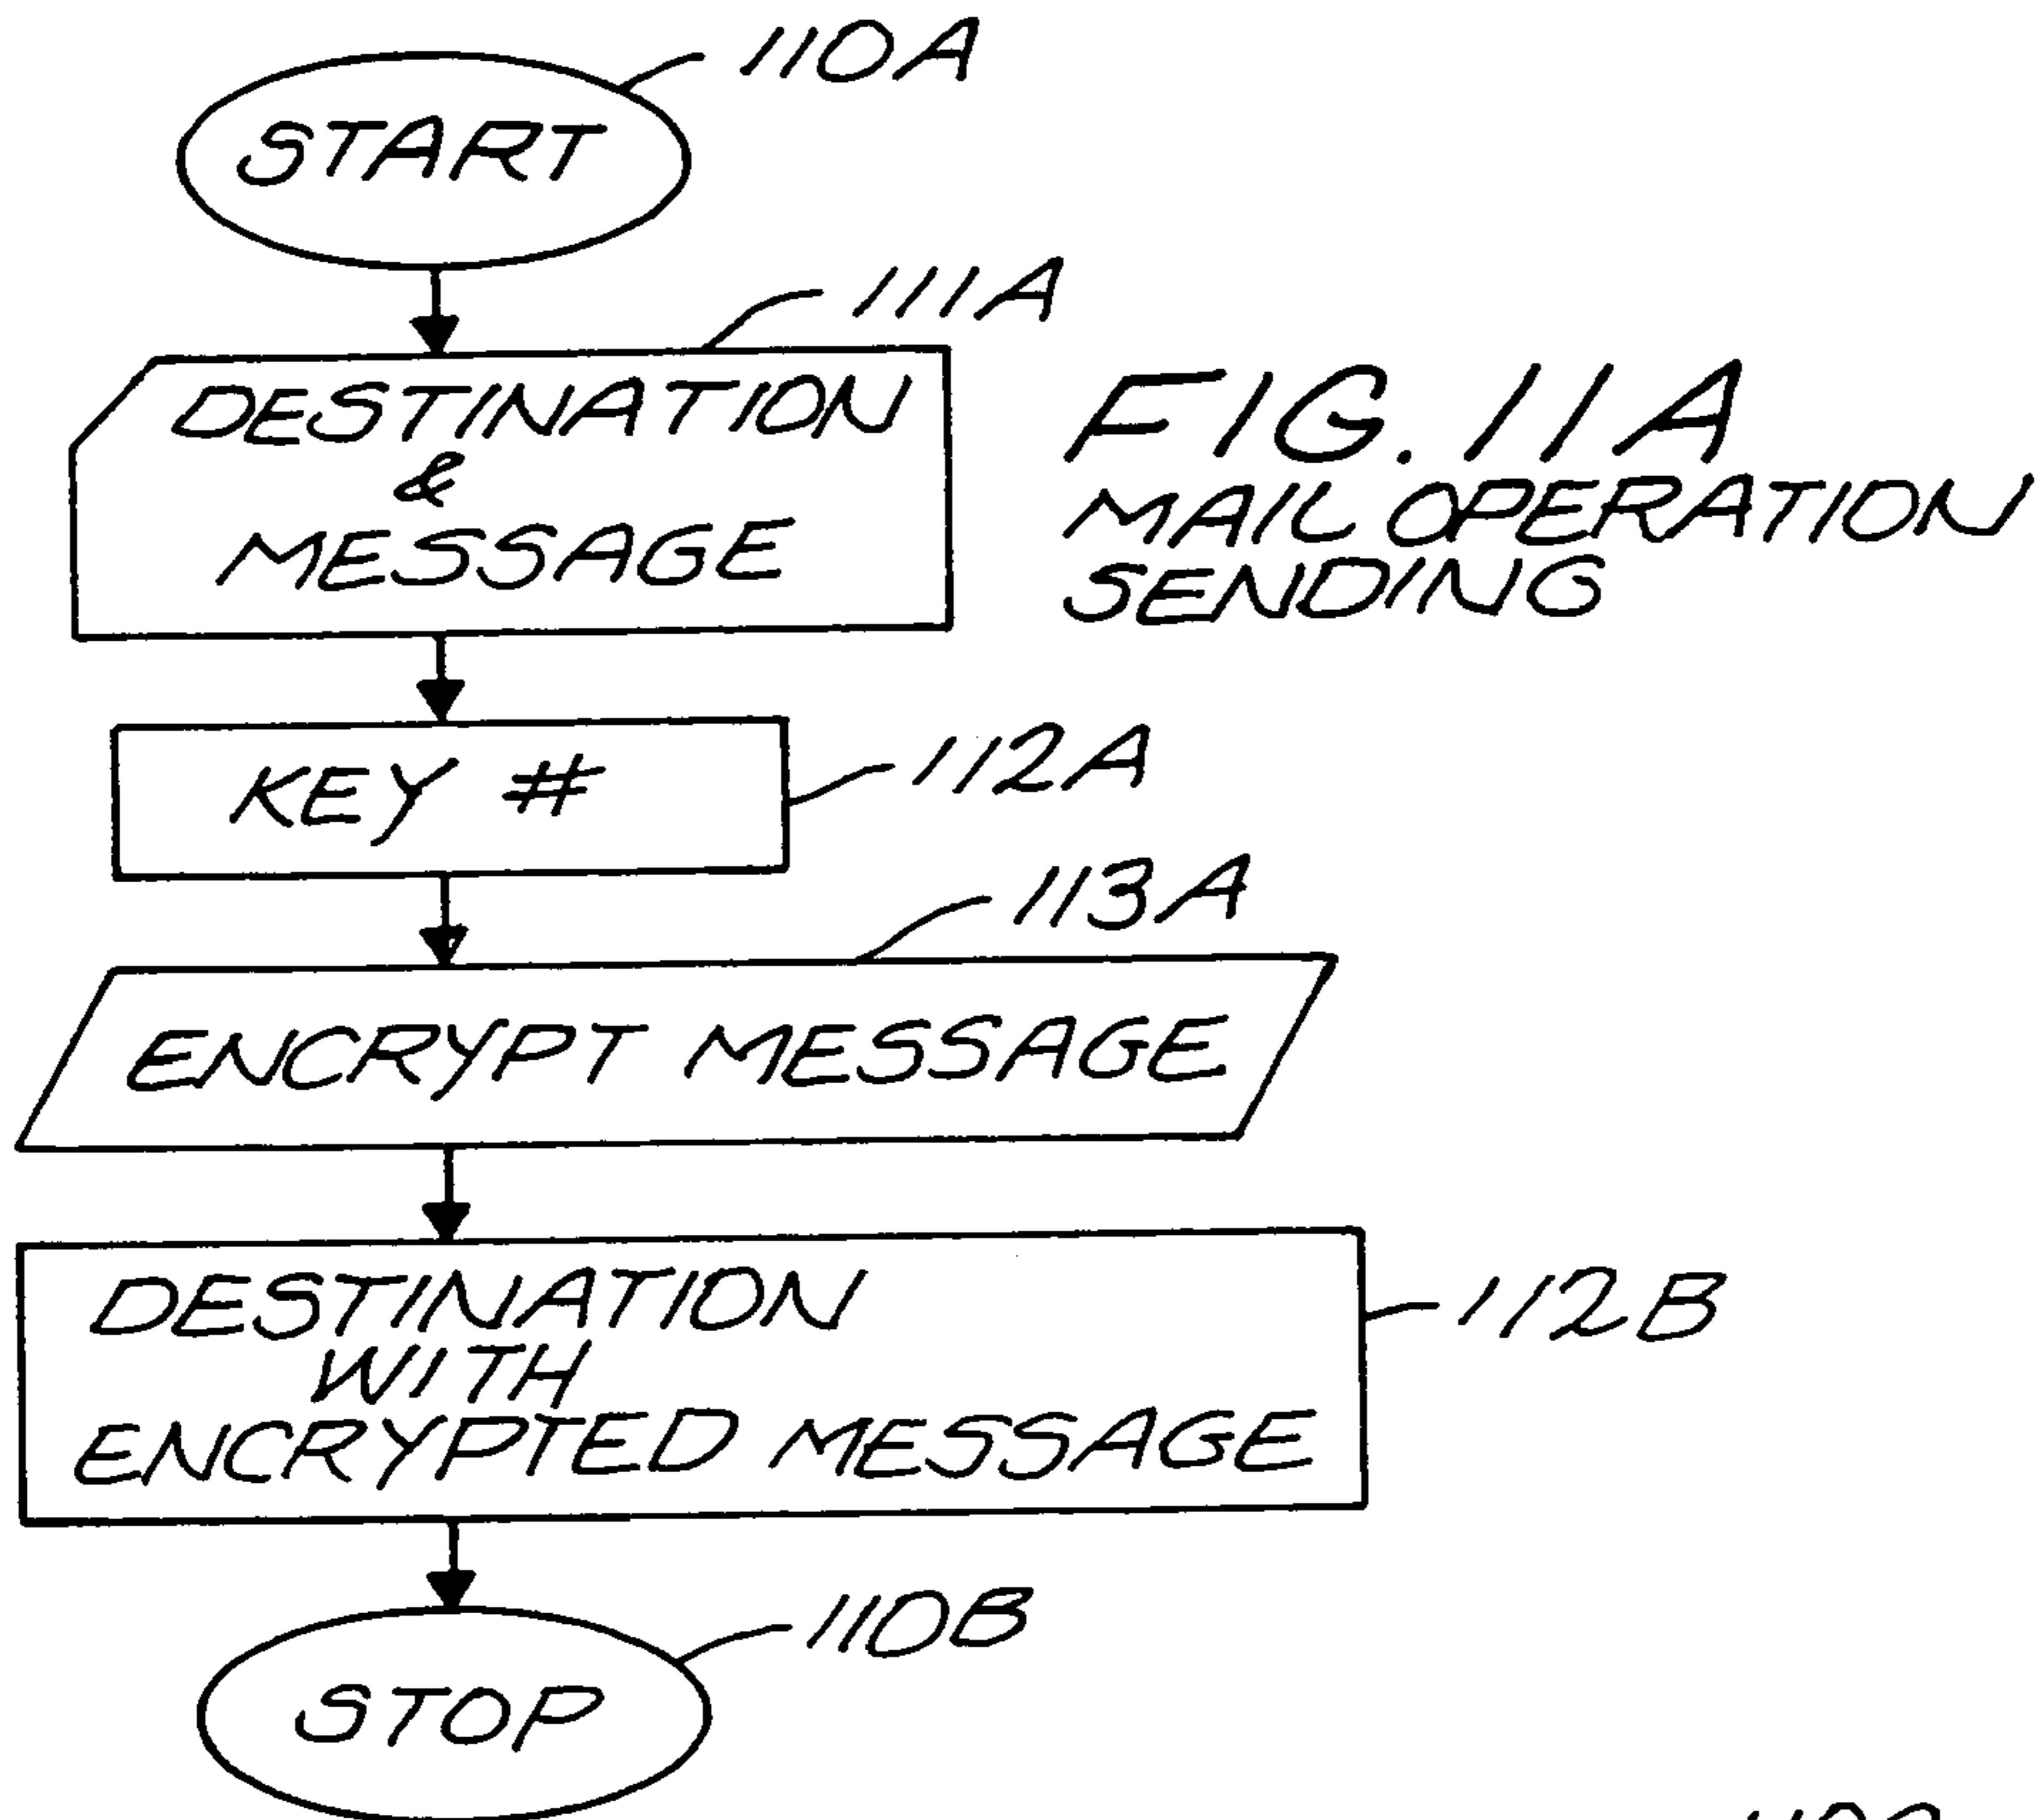 110A
START
111A
DESTINATION
&
MESSAGE
FIG. 11A
MAIL OPERATION
SENDING
KEY #
112A
113A
ENCRYPT MESSAGE
DESTINATION
WITH
ENCRYPTED MESSAGE
112B
110B
STOP